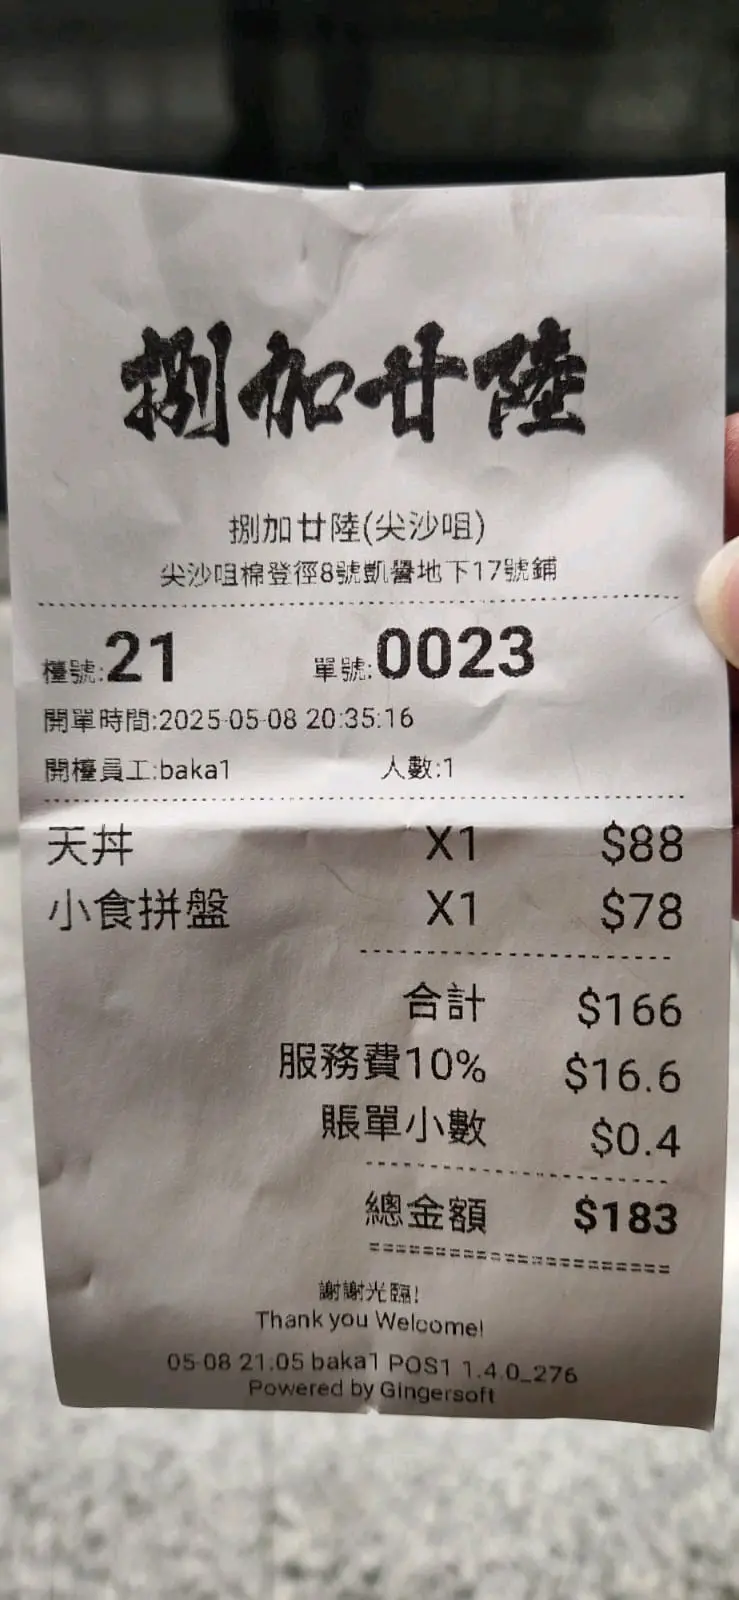 捌加廿陸
捌加廿陸(尖沙咀)
尖沙咀棉登徑8號凱譽地下17號鋪
檯號:21 單號:0023
開單時間:2025-05-08 20:35:16
開檯員工:baka1 人數:1
天丼 X1 $88
小食拼盤 X1 $78
合計 $166
服務費10% $16.6
賬單小數 $0.4
總金額 $183
謝謝光臨!
Thank you Welcome!
05-08 21:05 baka1 POS1 1.4.0_276
Powered by Gingersoft